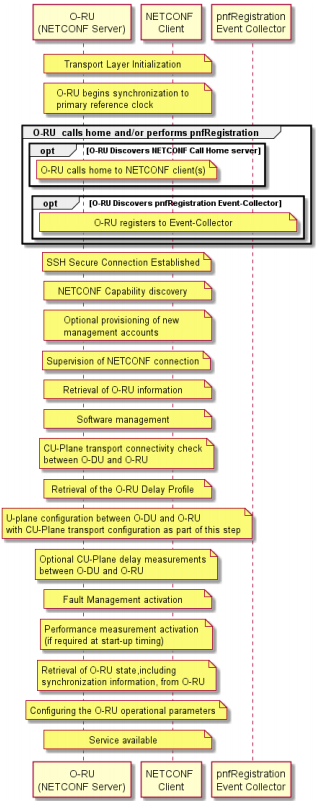 O-RU
(NETCONF Server)
NETCONF
Client
pnfRegistration
Event Collector
Transport Layer Initialization
O-RU begins synchronization to
primary reference clock
O-RU calls home and/or performs pnfRegistration
opt
[O-RU Discovers NETCONF Call Home server]
O-RU calls home to NETCONF client(s)
opt
[O-RU Discovers pnfRegistration Event-Collector]
O-RU registers to Event-Collector
SSH Secure Connection Established
NETCONF Capability discovery
Optional provisioning of new
management accounts
Supervision of NETCONF connection
Retrieval of O-RU information
Software management
CU-Plane transport connectivity check
between O-DU and O-RU
Retrieval of the O-RU Delay Profile
U-plane configuration between O-DU and O-RU
with CU-Plane transport configuration as part of this step
Optional CU-Plane delay measurements
between O-DU and O-RU
Fault Management activation
Performance measurement activation
(if required at start-up timing)
Retrieval of O-RU state,including
synchronization information, from O-RU
Configuring the O-RU operational parameters
Service available
O-RU
(NETCONF Server)
NETCONF
Client
pnfRegistration
Event Collector